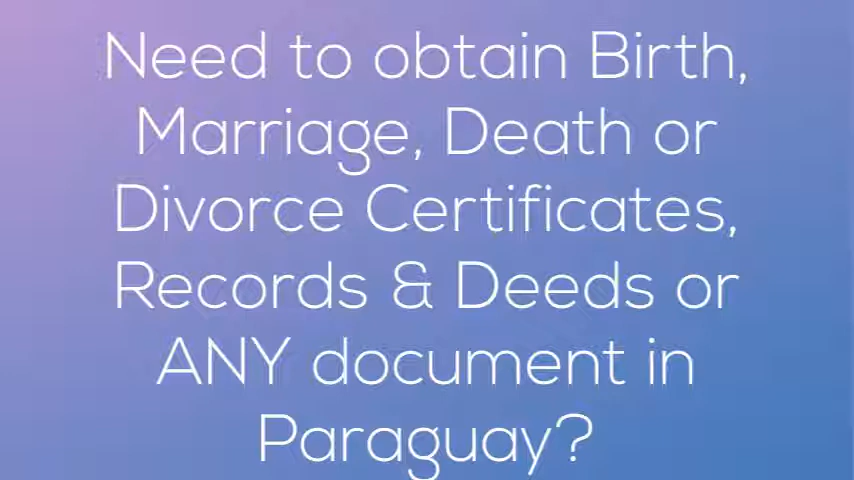 Need to obtain Birth,
Marriage, Death or
Divorce Certificates,
Records & Deeds or
ANY document in
Paraguay?